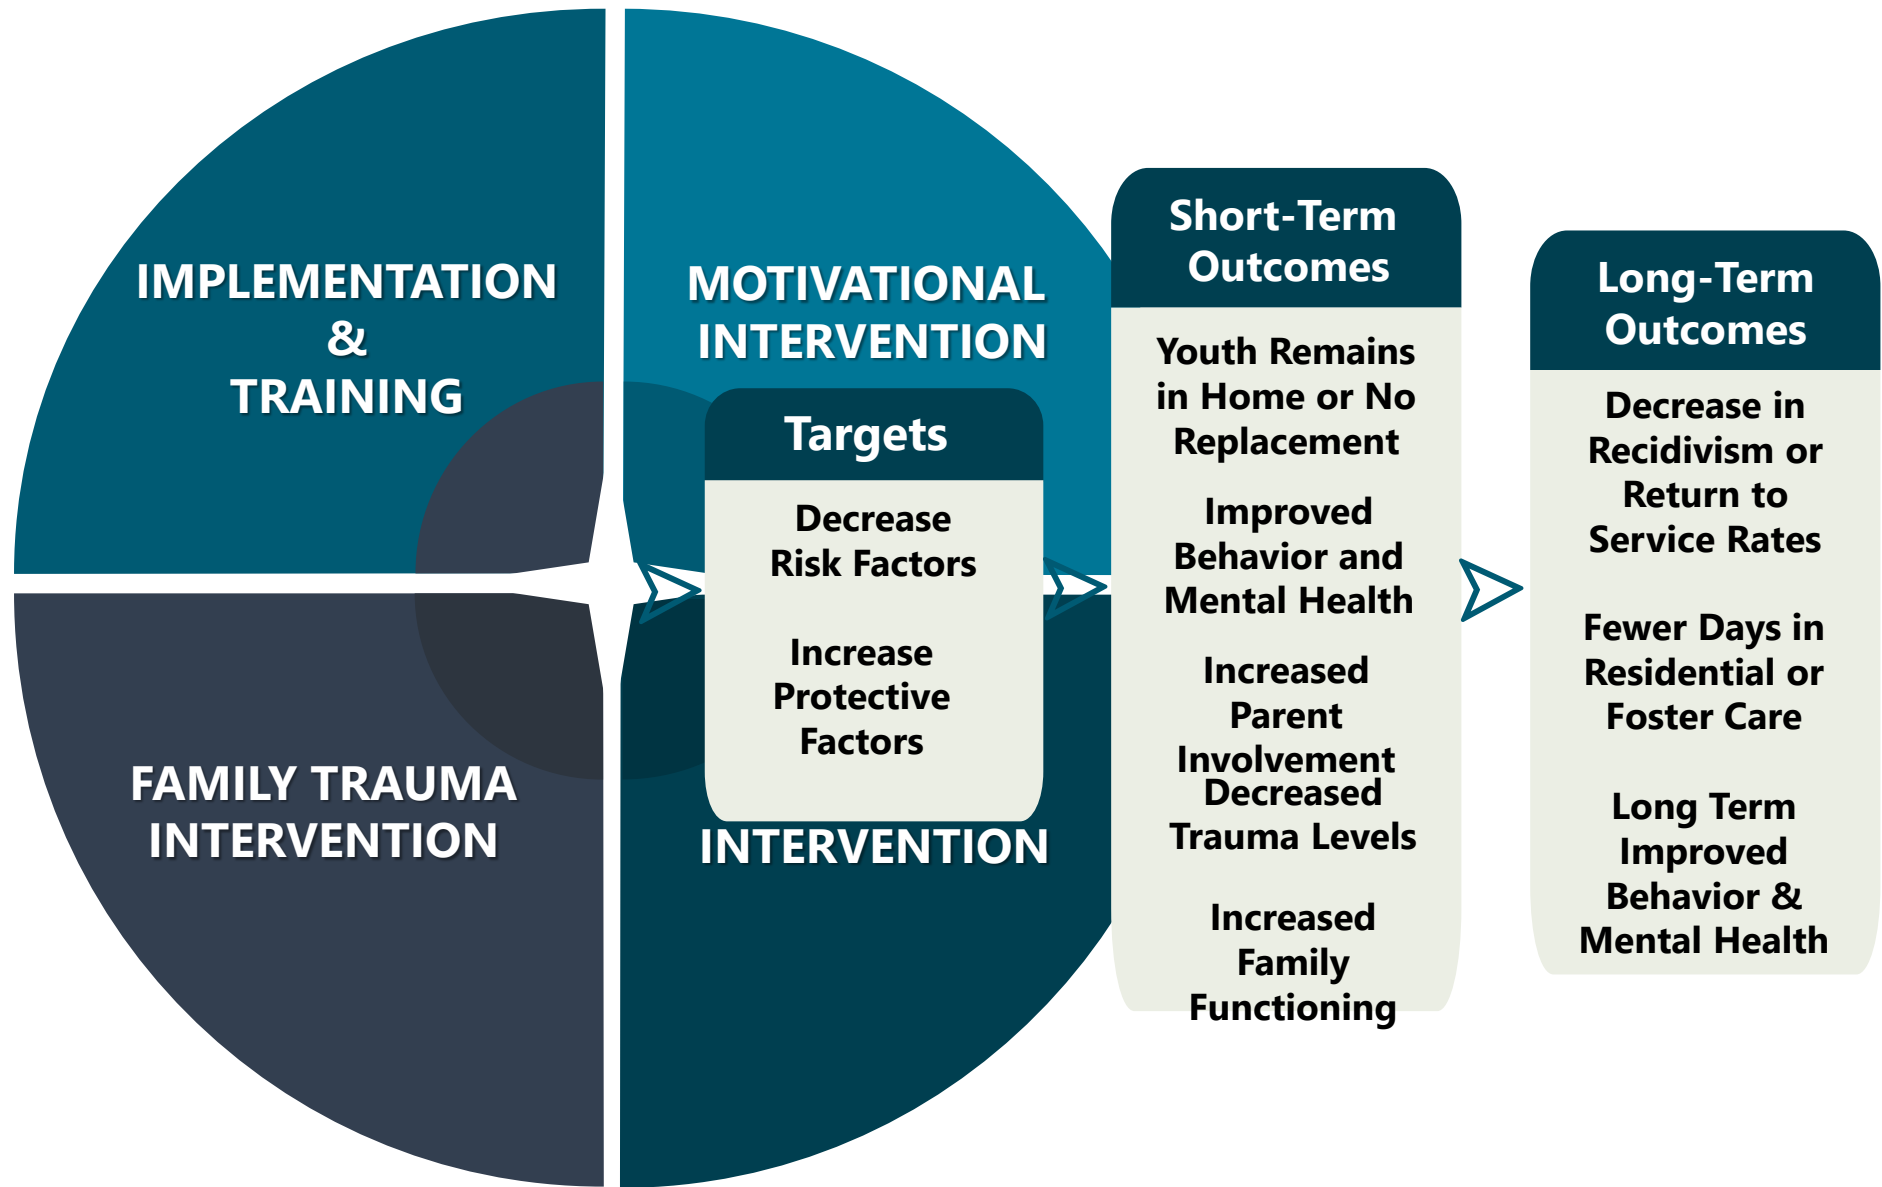 IMPLEMENTATION
&
TRAINING
MOTIVATIONAL
INTERVENTION
FAMILY TRAUMA
INTERVENTION
INTERVENTION
Targets
Decrease
Risk Factors
Increase
Protective
Factors
Short-Term
Outcomes
Youth Remains
in Home or No
Replacement
Improved
Behavior and
Mental Health
Increased
Parent
Involvement
Decreased
Trauma Levels
Increased
Family
Functioning
Long-Term
Outcomes
Decrease in
Recidivism or
Return to
Service Rates
Fewer Days in
Residential or
Foster Care
Long Term
Improved
Behavior &
Mental Health